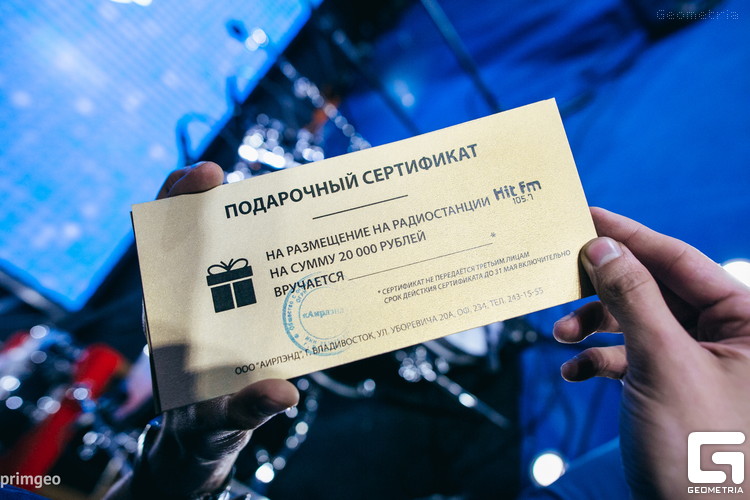 Geometria
ПОДАРОЧНЫЙ СЕРТИФИКАТ
НА РАЗМЕЩЕНИЕ НА РАДИОСТАНЦИИ Hit Fm
105.7
НА СУММУ 20 000 РУБЛЕЙ
ВРУЧАЕТСЯ *
* СЕРТИФИКАТ НЕ ПЕРЕДАЕТСЯ ТРЕТЬИМ ЛИЦАМ
СРОК ДЕЙСТКИЯ СЕРТИФИКАТА ДО 31 МАЯ ВКЛЮЧИТЕЛЬНО
«Аирлэнд
ООО "АИРЛЭНД", Г. ВЛАДИВОСТОК, УЛ. УБОРЕВИЧА 20А, ОФ. 234, ТЕЛ. 243-15-55
primgeo
GEOMETRIA